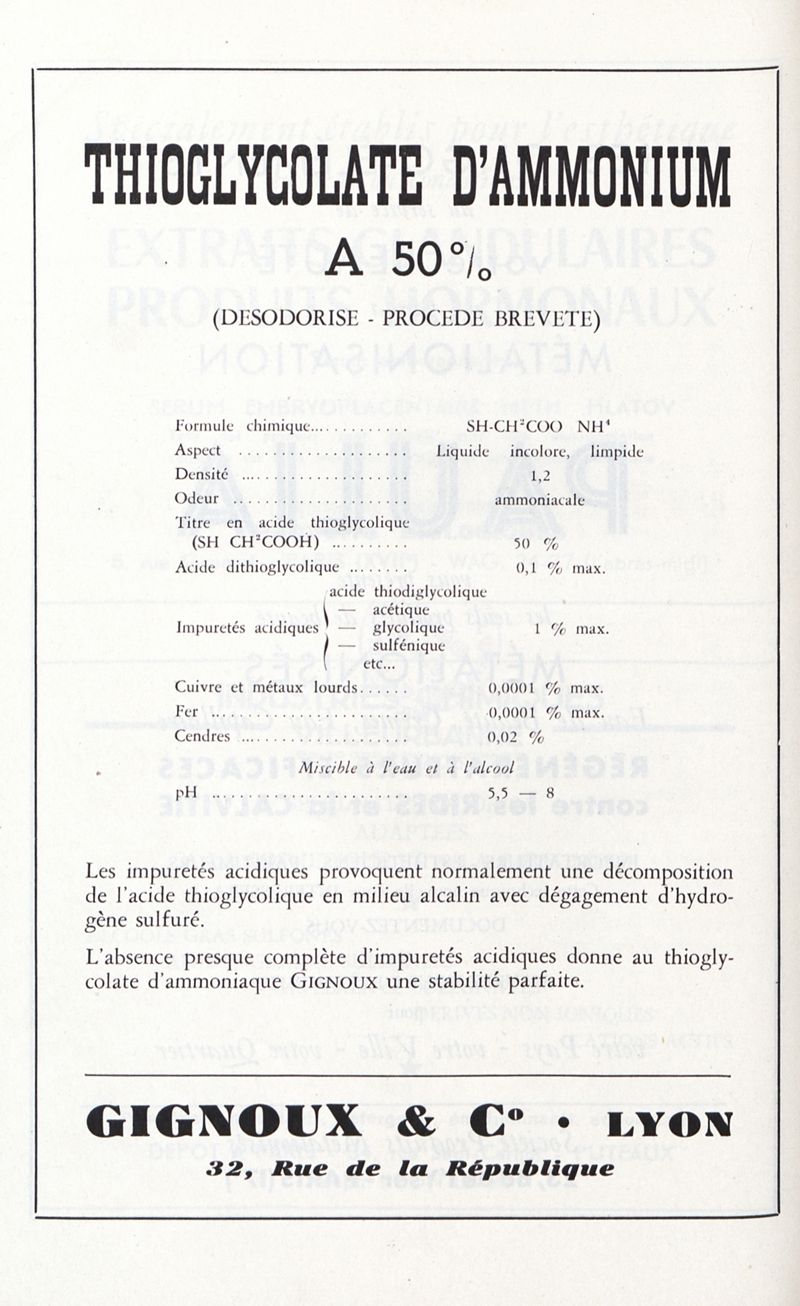 THIOGLYCOLATE D'AMMONIUM
A 50 %
(DESODORISE - PROCEDE BREVETE)
Formule chimique............. SH-CH²COO NH⁴
Aspect ................... Liquide incolore, limpide
Densité .................... 1,2
Odeur .................... ammoniacale
Titre en acide thioglycolique
(SH CH²COOH) .......... 50 %
Acide dithioglycolique ........ 0,1 % max.
acide thiodiglycolique
— acétique
Impuretés acidiques — glycolique 1 % max.
— sulfénique
etc...
Cuivre et métaux lourds...... 0,0001 % max.
Fer ...................... 0,0001 % max.
Cendres .................... 0,02 %
Miscible à l'eau et à l'alcool
pH ...................... 5,5 — 8
Les impuretés acidiques provoquent normalement une décomposition
de l'acide thioglycolique en milieu alcalin avec dégagement d'hydro-
gène sulfuré.
L'absence presque complète d'impuretés acidiques donne au thiogly-
colate d'ammoniaque GIGNOUX une stabilité parfaite.
GIGNOUX & Cº • LYON
32, Rue de la République